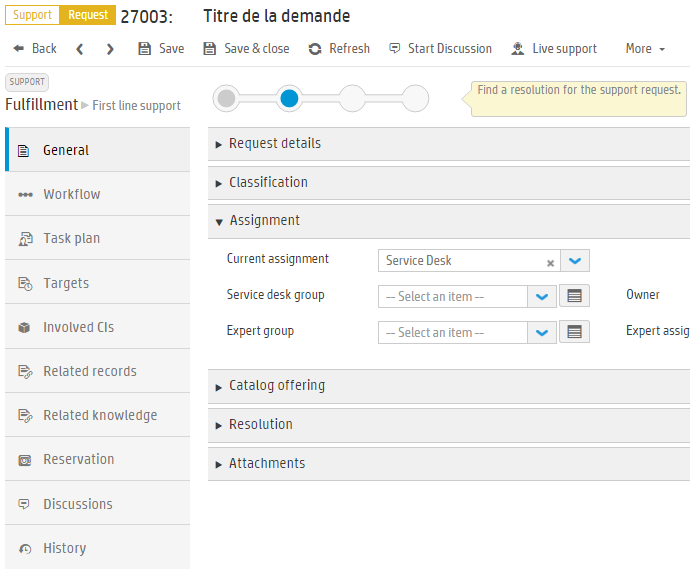 Support Request 27003: Titre de la demande
Back Save Save & close Refresh Start Discussion Live support More
SUPPORT
Fulfillment First line support
Find a resolution for the support request.
General
Workflow
Task plan
Targets
Involved CIs
Related records
Related knowledge
Reservation
Discussions
History
Request details
Classification
Assignment
Current assignment Service Desk
Service desk group -- Select an item -- Owner
Expert group -- Select an item -- Expert assig
Catalog offering
Resolution
Attachments